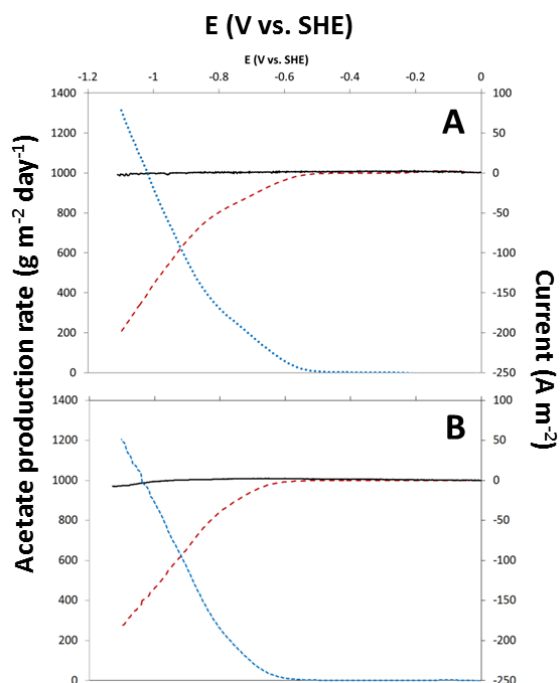 E (V vs. SHE)
E (V vs. SHE)
-1.2 -1 -0.8 -0.6 -0.4 -0.2 0
1400 100
1200 50
1000 0
800 -50
600 -100
400 -150
200 -200
0 -250
A
1400 100
1200 50
1000 0
800 -50
600 -100
400 -150
200 -200
0 -250
B
Acetate production rate (g m⁻² day⁻¹)
Current (A m⁻²)